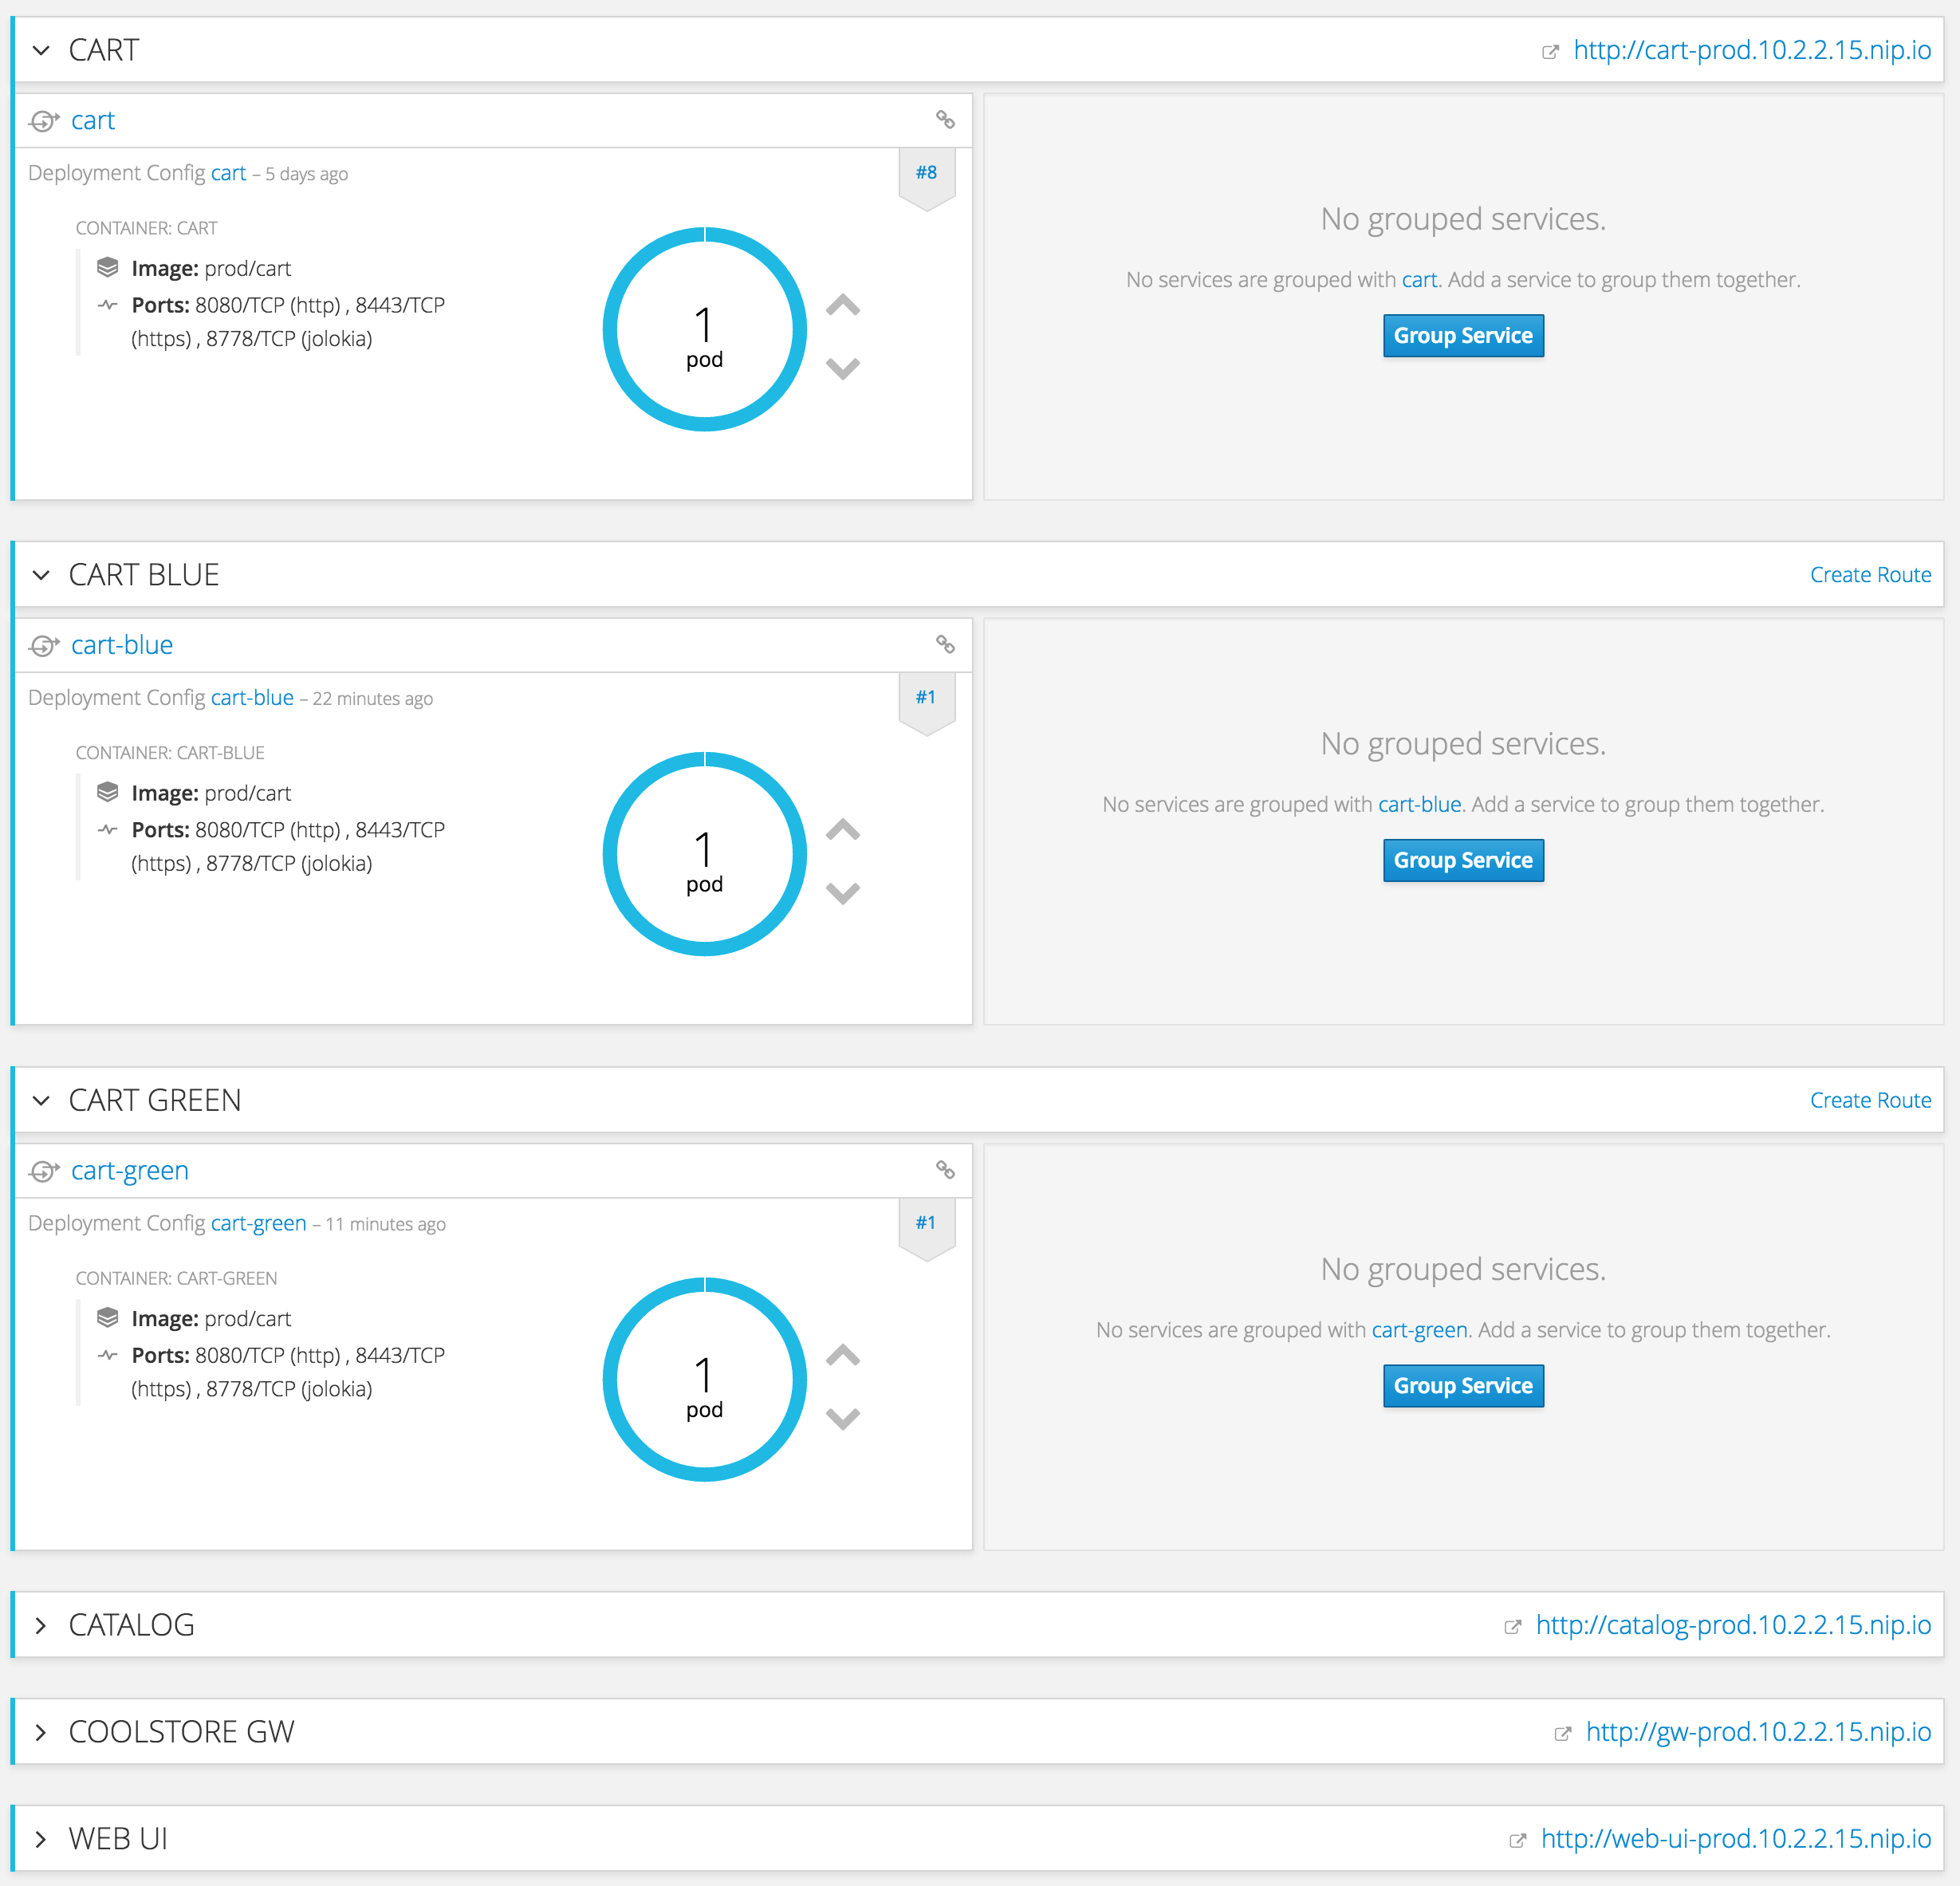 CART
http://cart-prod.10.2.2.15.nip.io
cart
Deployment Config cart – 5 days ago
#8
CONTAINER: CART
Image: prod/cart
Ports: 8080/TCP (http) , 8443/TCP
(https) , 8778/TCP (jolokia)
1
pod
No grouped services.
No services are grouped with cart. Add a service to group them together.
Group Service
CART BLUE
Create Route
cart-blue
Deployment Config cart-blue – 22 minutes ago
#1
CONTAINER: CART-BLUE
Image: prod/cart
Ports: 8080/TCP (http) , 8443/TCP
(https) , 8778/TCP (jolokia)
1
pod
No grouped services.
No services are grouped with cart-blue. Add a service to group them together.
Group Service
CART GREEN
Create Route
cart-green
Deployment Config cart-green – 11 minutes ago
#1
CONTAINER: CART-GREEN
Image: prod/cart
Ports: 8080/TCP (http) , 8443/TCP
(https) , 8778/TCP (jolokia)
1
pod
No grouped services.
No services are grouped with cart-green. Add a service to group them together.
Group Service
CATALOG
http://catalog-prod.10.2.2.15.nip.io
COOLSTORE GW
http://gw-prod.10.2.2.15.nip.io
WEB UI
http://web-ui-prod.10.2.2.15.nip.io